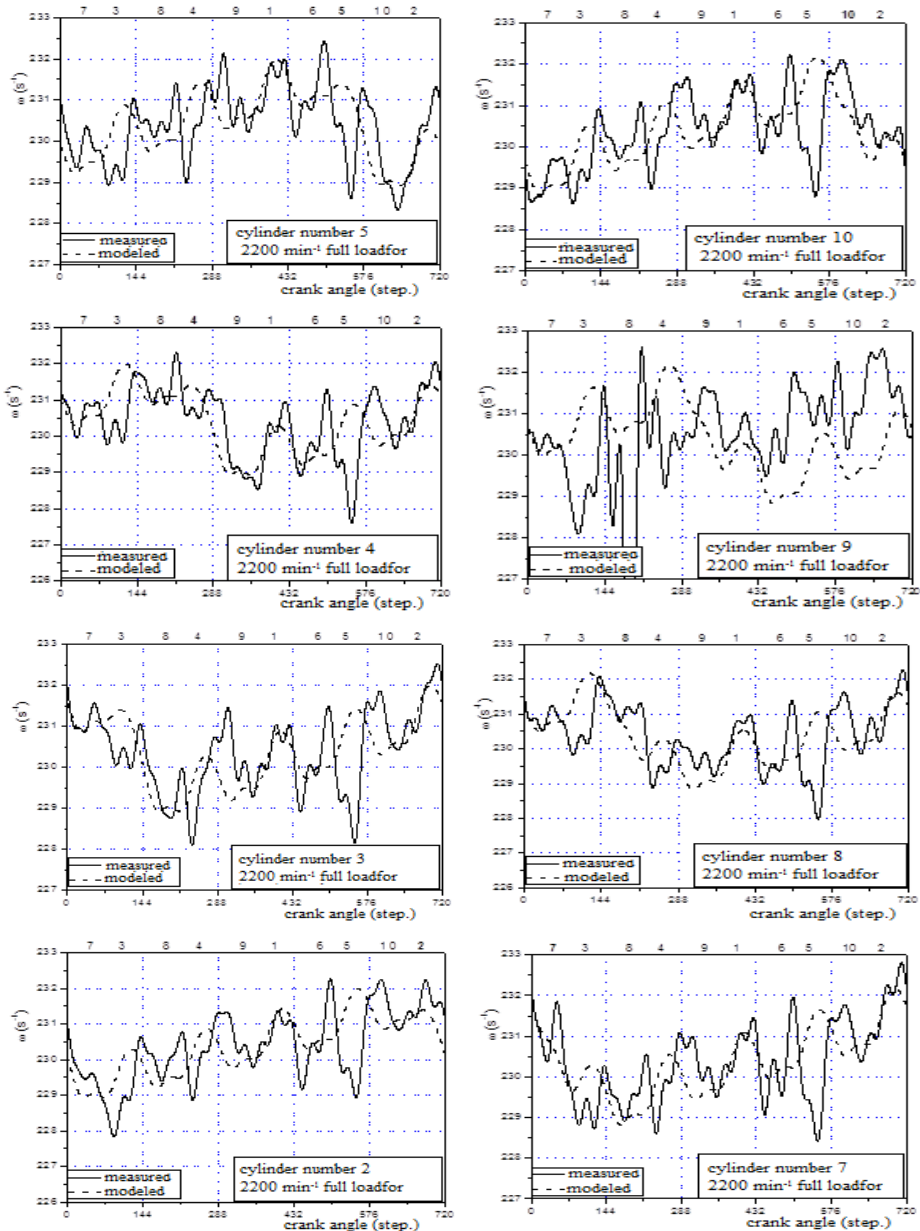 7 3 8 4 9 1 6 5 2
ω (s⁻¹)
233
232
231
230
229
228
227
measured
modeled
cylinder number 5
2200 min⁻¹ full loadfor
0 144 288 432 576 720
crank angle (step.)
7 3 8 4 9 1 6 5 10 2
ω (s⁻¹)
233
232
231
230
229
228
227
measured
modeled
cylinder number 10
2200 min⁻¹ full loadfor
0 144 288 432 576 720
crank angle (step.)
7 3 8 4 9 1 6 5 10 2
ω (s⁻¹)
233
232
231
230
229
228
227
226
measured
modeled
cylinder number 4
2200 min⁻¹ full loadfor
0 144 288 432 576 720
crank angle (step.)
7 3 8 4 9 1 6 5 10 2
ω (s⁻¹)
233
232
231
230
229
228
227
measured
modeled
cylinder number 9
2200 min⁻¹ full loadfor
0 144 288 432 576 720
crank angle (step.)
7 3 8 4 9 1 6 5 10 2
ω (s⁻¹)
233
232
231
230
229
228
227
measured
modeled
cylinder number 3
2200 min⁻¹ full loadfor
0 144 288 432 576 720
crank angle (step.)
7 3 8 4 9 1 6 5 10 2
ω (s⁻¹)
233
232
231
230
229
228
227
226
measured
modeled
cylinder number 8
2200 min⁻¹ full loadfor
0 144 288 432 576 720
crank angle (step.)
7 3 8 4 9 1 6 5 10 2
ω (s⁻¹)
233
232
231
230
229
228
227
226
measured
modeled
cylinder number 2
2200 min⁻¹ full loadfor
0 144 288 432 576 720
crank angle (step.)
7 3 8 4 9 1 6 5 10 2
ω (s⁻¹)
233
232
231
230
229
228
227
measured
modeled
cylinder number 7
2200 min⁻¹ full loadfor
0 144 288 432 576 720
crank angle (step.)